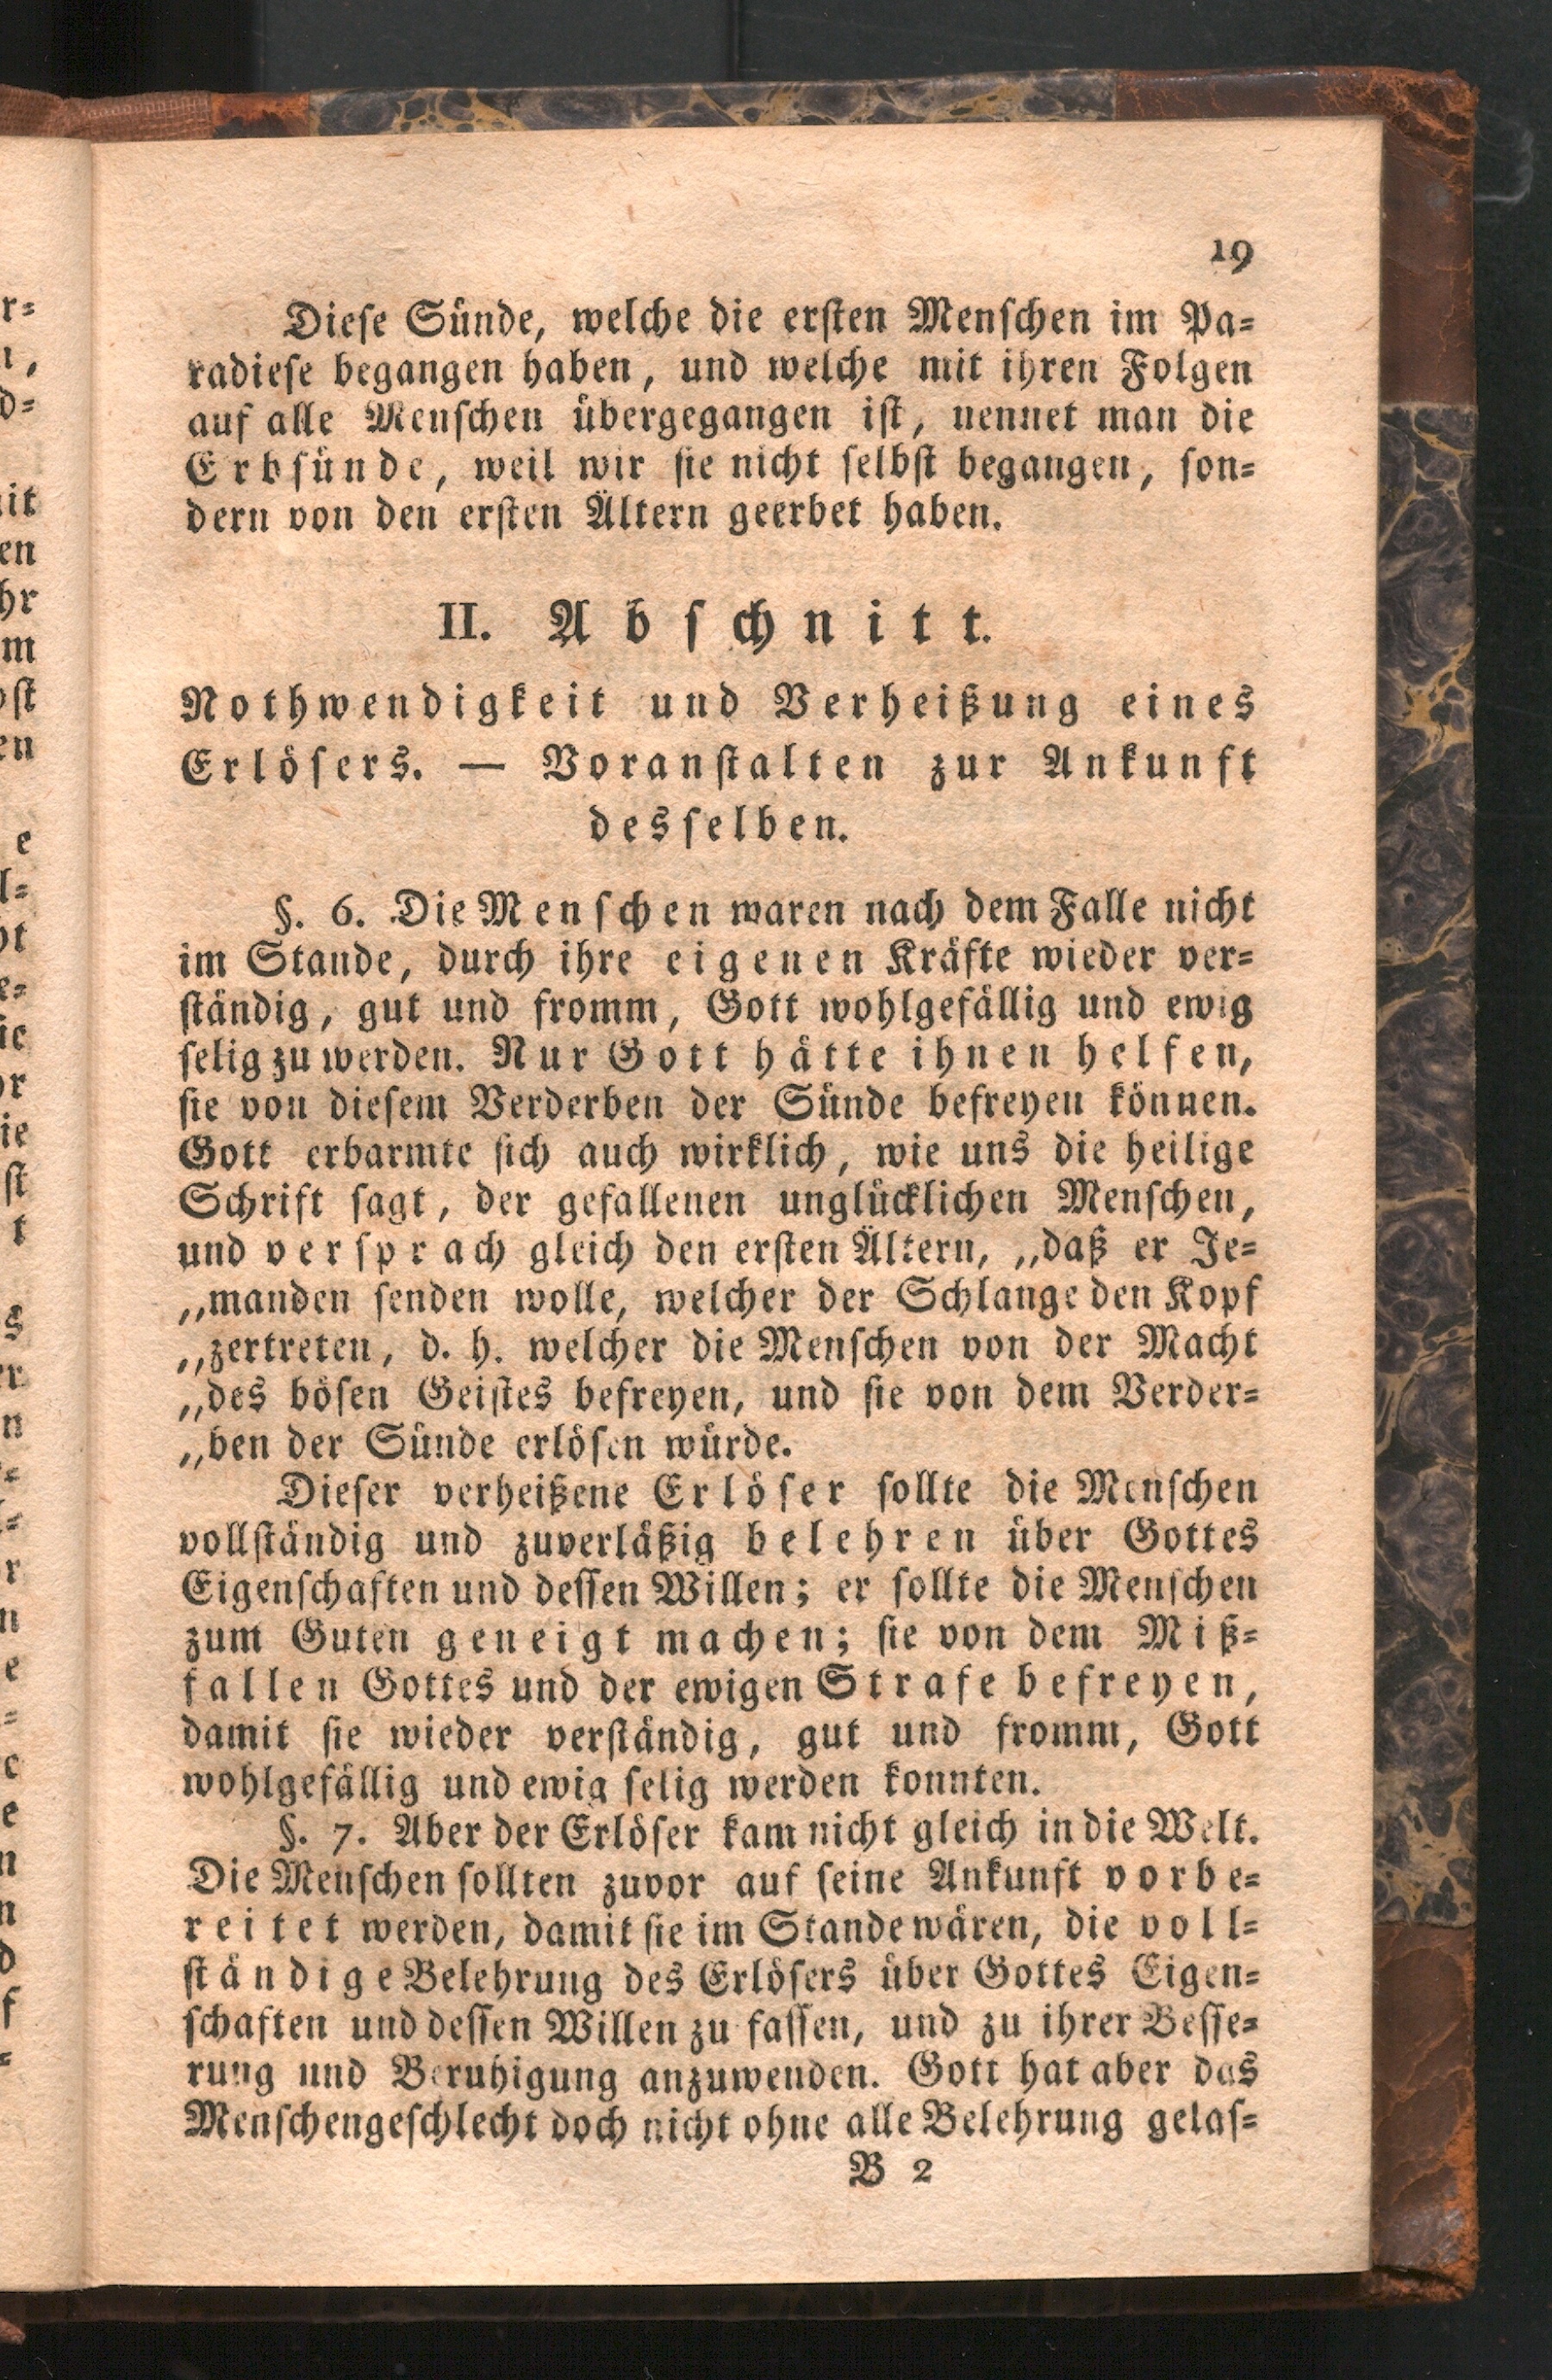 19
Diese Sünde, welche die ersten Menschen im Pa-
radiese begangen haben, und welche mit ihren Folgen
auf alle Menschen übergegangen ist, nennet man die
Erbsünde, weil wir sie nicht selbst begangen, son-
dern von den ersten Ältern geerbet haben.
II. Abschnitt.
Nothwendigkeit und Verheißung eines
Erlösers. — Voranstalten zur Ankunft
desselben.
§. 6. Die Menschen waren nach dem Falle nicht
im Stande, durch ihre eigenen Kräfte wieder ver-
ständig, gut und fromm, Gott wohlgefällig und ewig
selig zu werden. Nur Gott hätte ihnen helfen,
sie von diesem Verderben der Sünde befreyen können.
Gott erbarmte sich auch wirklich, wie uns die heilige
Schrift sagt, der gefallenen unglücklichen Menschen,
und versprach gleich den ersten Ältern, „daß er Je-
„manden senden wolle, welcher der Schlange den Kopf
„zertreten, d. h. welcher die Menschen von der Macht
„des bösen Geistes befreyen, und sie von dem Verder-
„ben der Sünde erlösen würde.
Dieser verheißene Erlöser sollte die Menschen
vollständig und zuverläßig belehren über Gottes
Eigenschaften und dessen Willen; er sollte die Menschen
zum Guten geneigt machen; sie von dem Miß-
fallen Gottes und der ewigen Strafe befreyen,
damit sie wieder verständig, gut und fromm, Gott
wohlgefällig und ewig selig werden konnten.
§. 7. Aber der Erlöser kam nicht gleich in die Welt.
Die Menschen sollten zuvor auf seine Ankunft vorbe-
reitet werden, damit sie im Stande wären, die voll-
ständige Belehrung des Erlösers über Gottes Eigen-
schaften und dessen Willen zu fassen, und zu ihrer Besse-
rung und Beruhigung anzuwenden. Gott hat aber das
Menschengeschlecht doch nicht ohne alle Belehrung gelas-
B 2